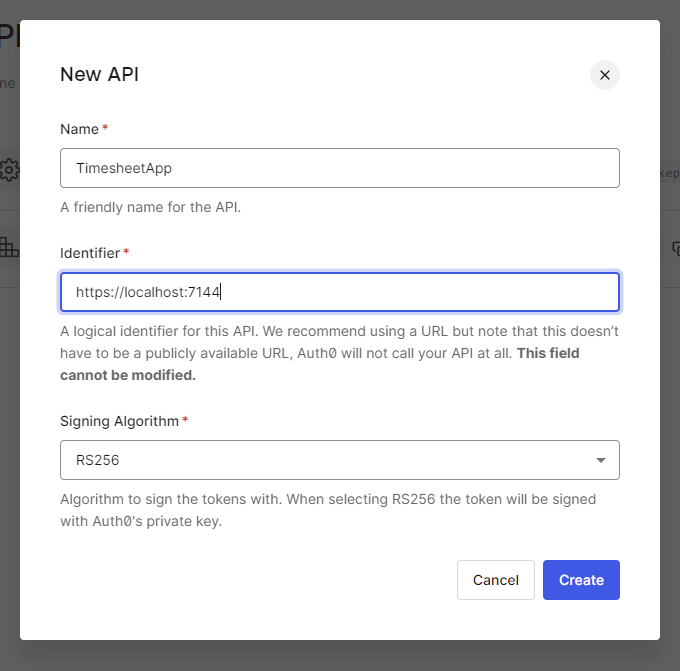 New API
Name *
TimesheetApp
A friendly name for the API.
Identifier *
https://localhost:7144
A logical identifier for this API. We recommend using a URL but note that this doesn’t
have to be a publicly available URL, Auth0 will not call your API at all. This field
cannot be modified.
Signing Algorithm *
RS256
Algorithm to sign the tokens with. When selecting RS256 the token will be signed
with Auth0's private key.
Cancel
Create